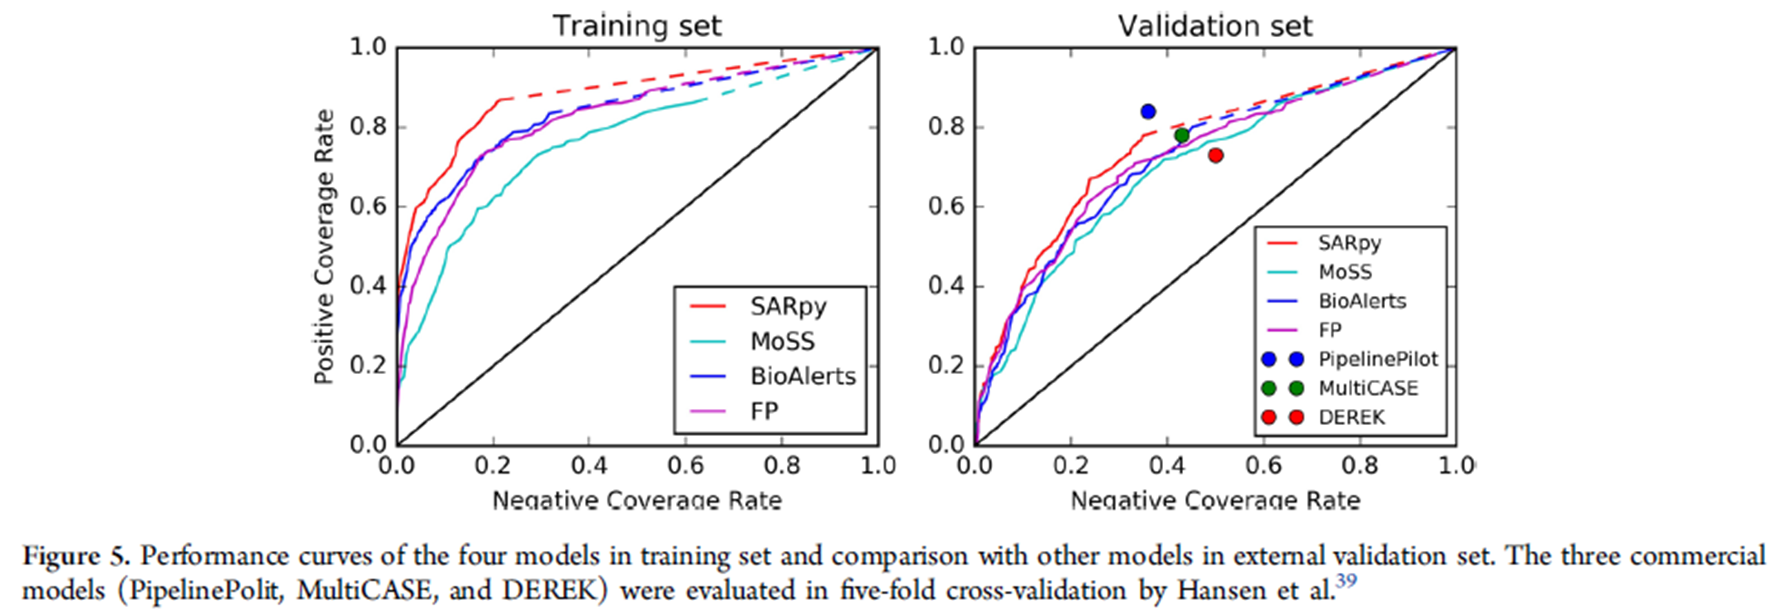 Training set
Positive Coverage Rate
1.0
0.8
0.6
0.4
0.2
0.0
0.0 0.2 0.4 0.6 0.8 1.0
Negative Coverage Rate
SARpy
MoSS
BioAlerts
FP
Validation set
1.0
0.8
0.6
0.4
0.2
0.0
0.0 0.2 0.4 0.6 0.8 1.0
Negative Coverage Rate
SARpy
MoSS
BioAlerts
FP
PipelinePilot
MultiCASE
DEREK
Figure 5. Performance curves of the four models in training set and comparison with other models in external validation set. The three commercial
models (PipelinePolit, MultiCASE, and DEREK) were evaluated in five-fold cross-validation by Hansen et al.39